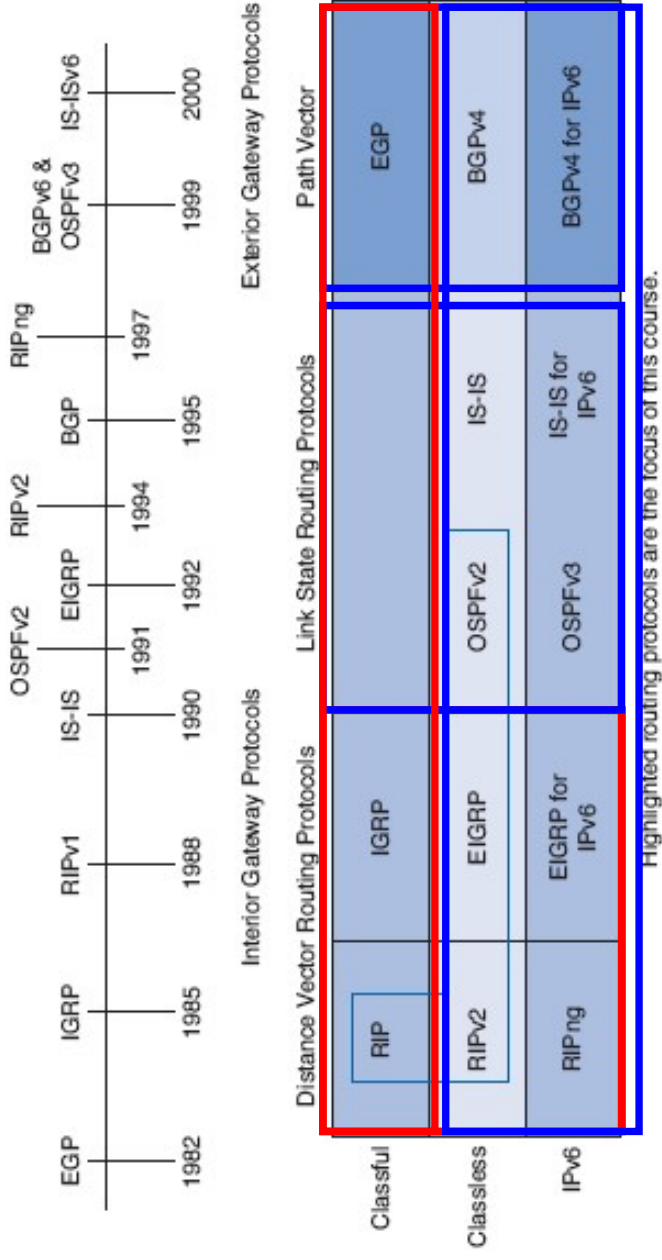 OSPFv2 RIPv2 RIPng BGPv6 &
EGP IGRP RIPv1 IS-IS EIGRP BGP OSPFv3 IS-ISv6
1982 1985 1988 1990 1991 1992 1994 1995 1997 1999 2000
Interior Gateway Protocols Exterior Gateway Protocols
Distance Vector Routing Protocols Link State Routing Protocols Path Vector
Classful RIP IGRP EGP
Classless RIPv2 EIGRP OSPFv2 IS-IS BGPv4
IPv6 RIPng EIGRP for OSPFv3 IS-IS for BGPv4 for IPv6
IPv6 IPv6
Highlighted routing protocols are the focus of this course.